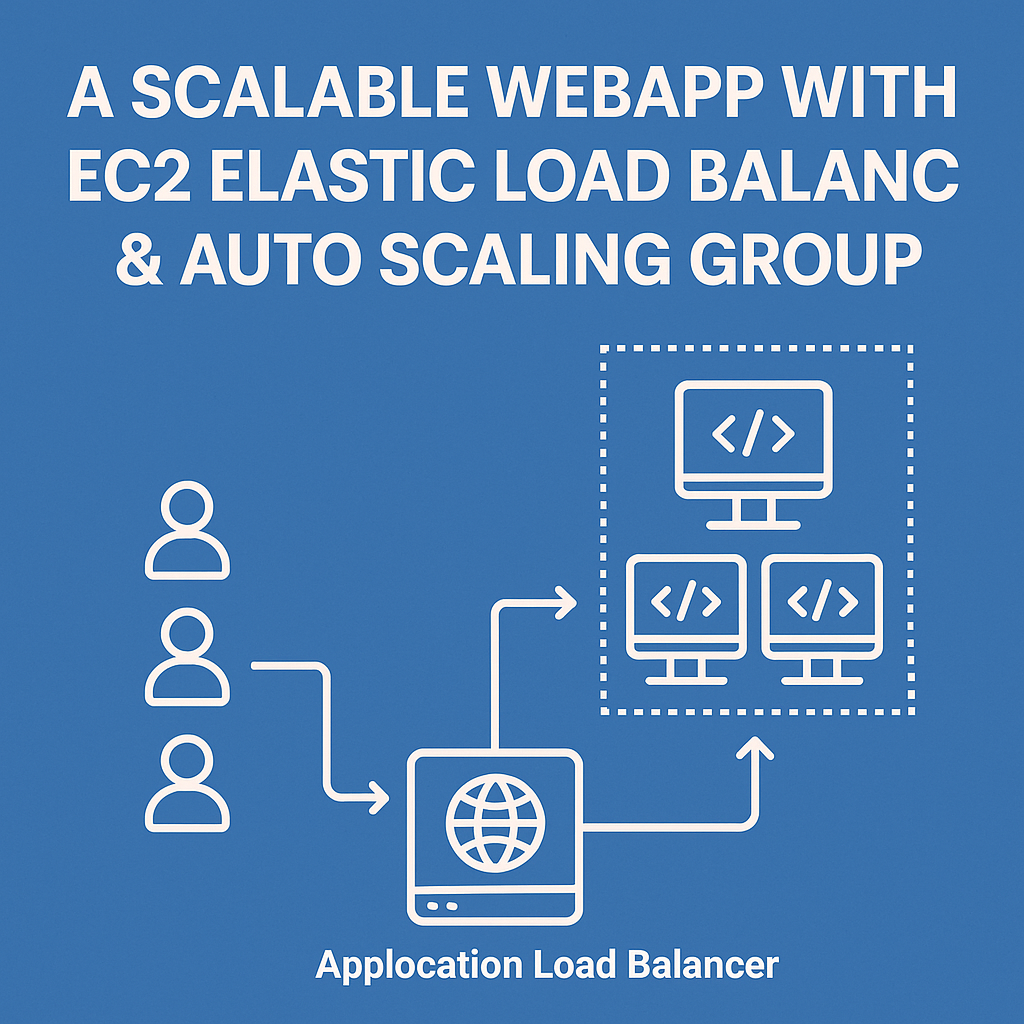 A SCALABLE WEBAPP WITH
EC2 ELASTIC LOAD BALANC
& AUTO SCALING GROUP
</>
</>
</>
Applocation Load Balancer